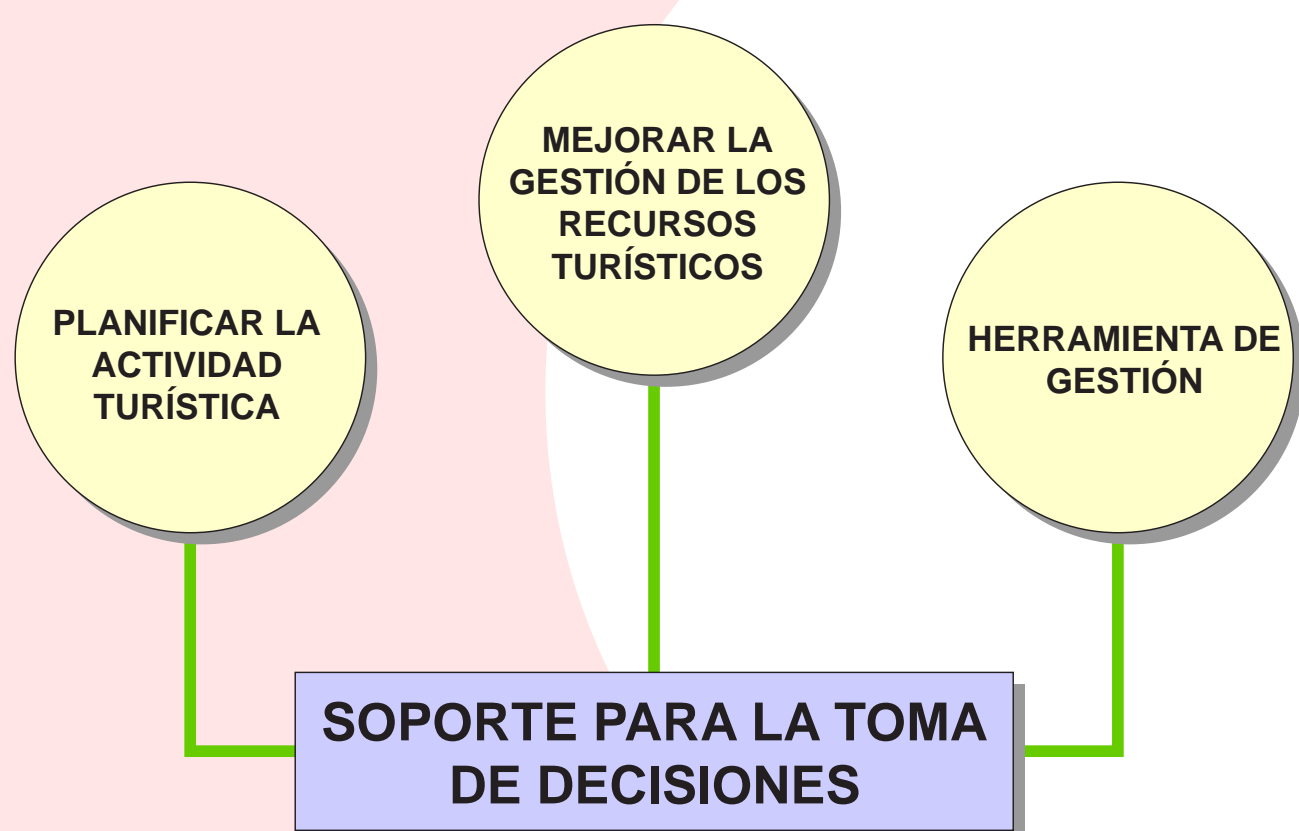 MEJORAR LA
GESTIÓN DE LOS
RECURSOS
TURÍSTICOS
PLANIFICAR LA
ACTIVIDAD
TURÍSTICA
HERRAMIENTA DE
GESTIÓN
SOPORTE PARA LA TOMA
DE DECISIONES